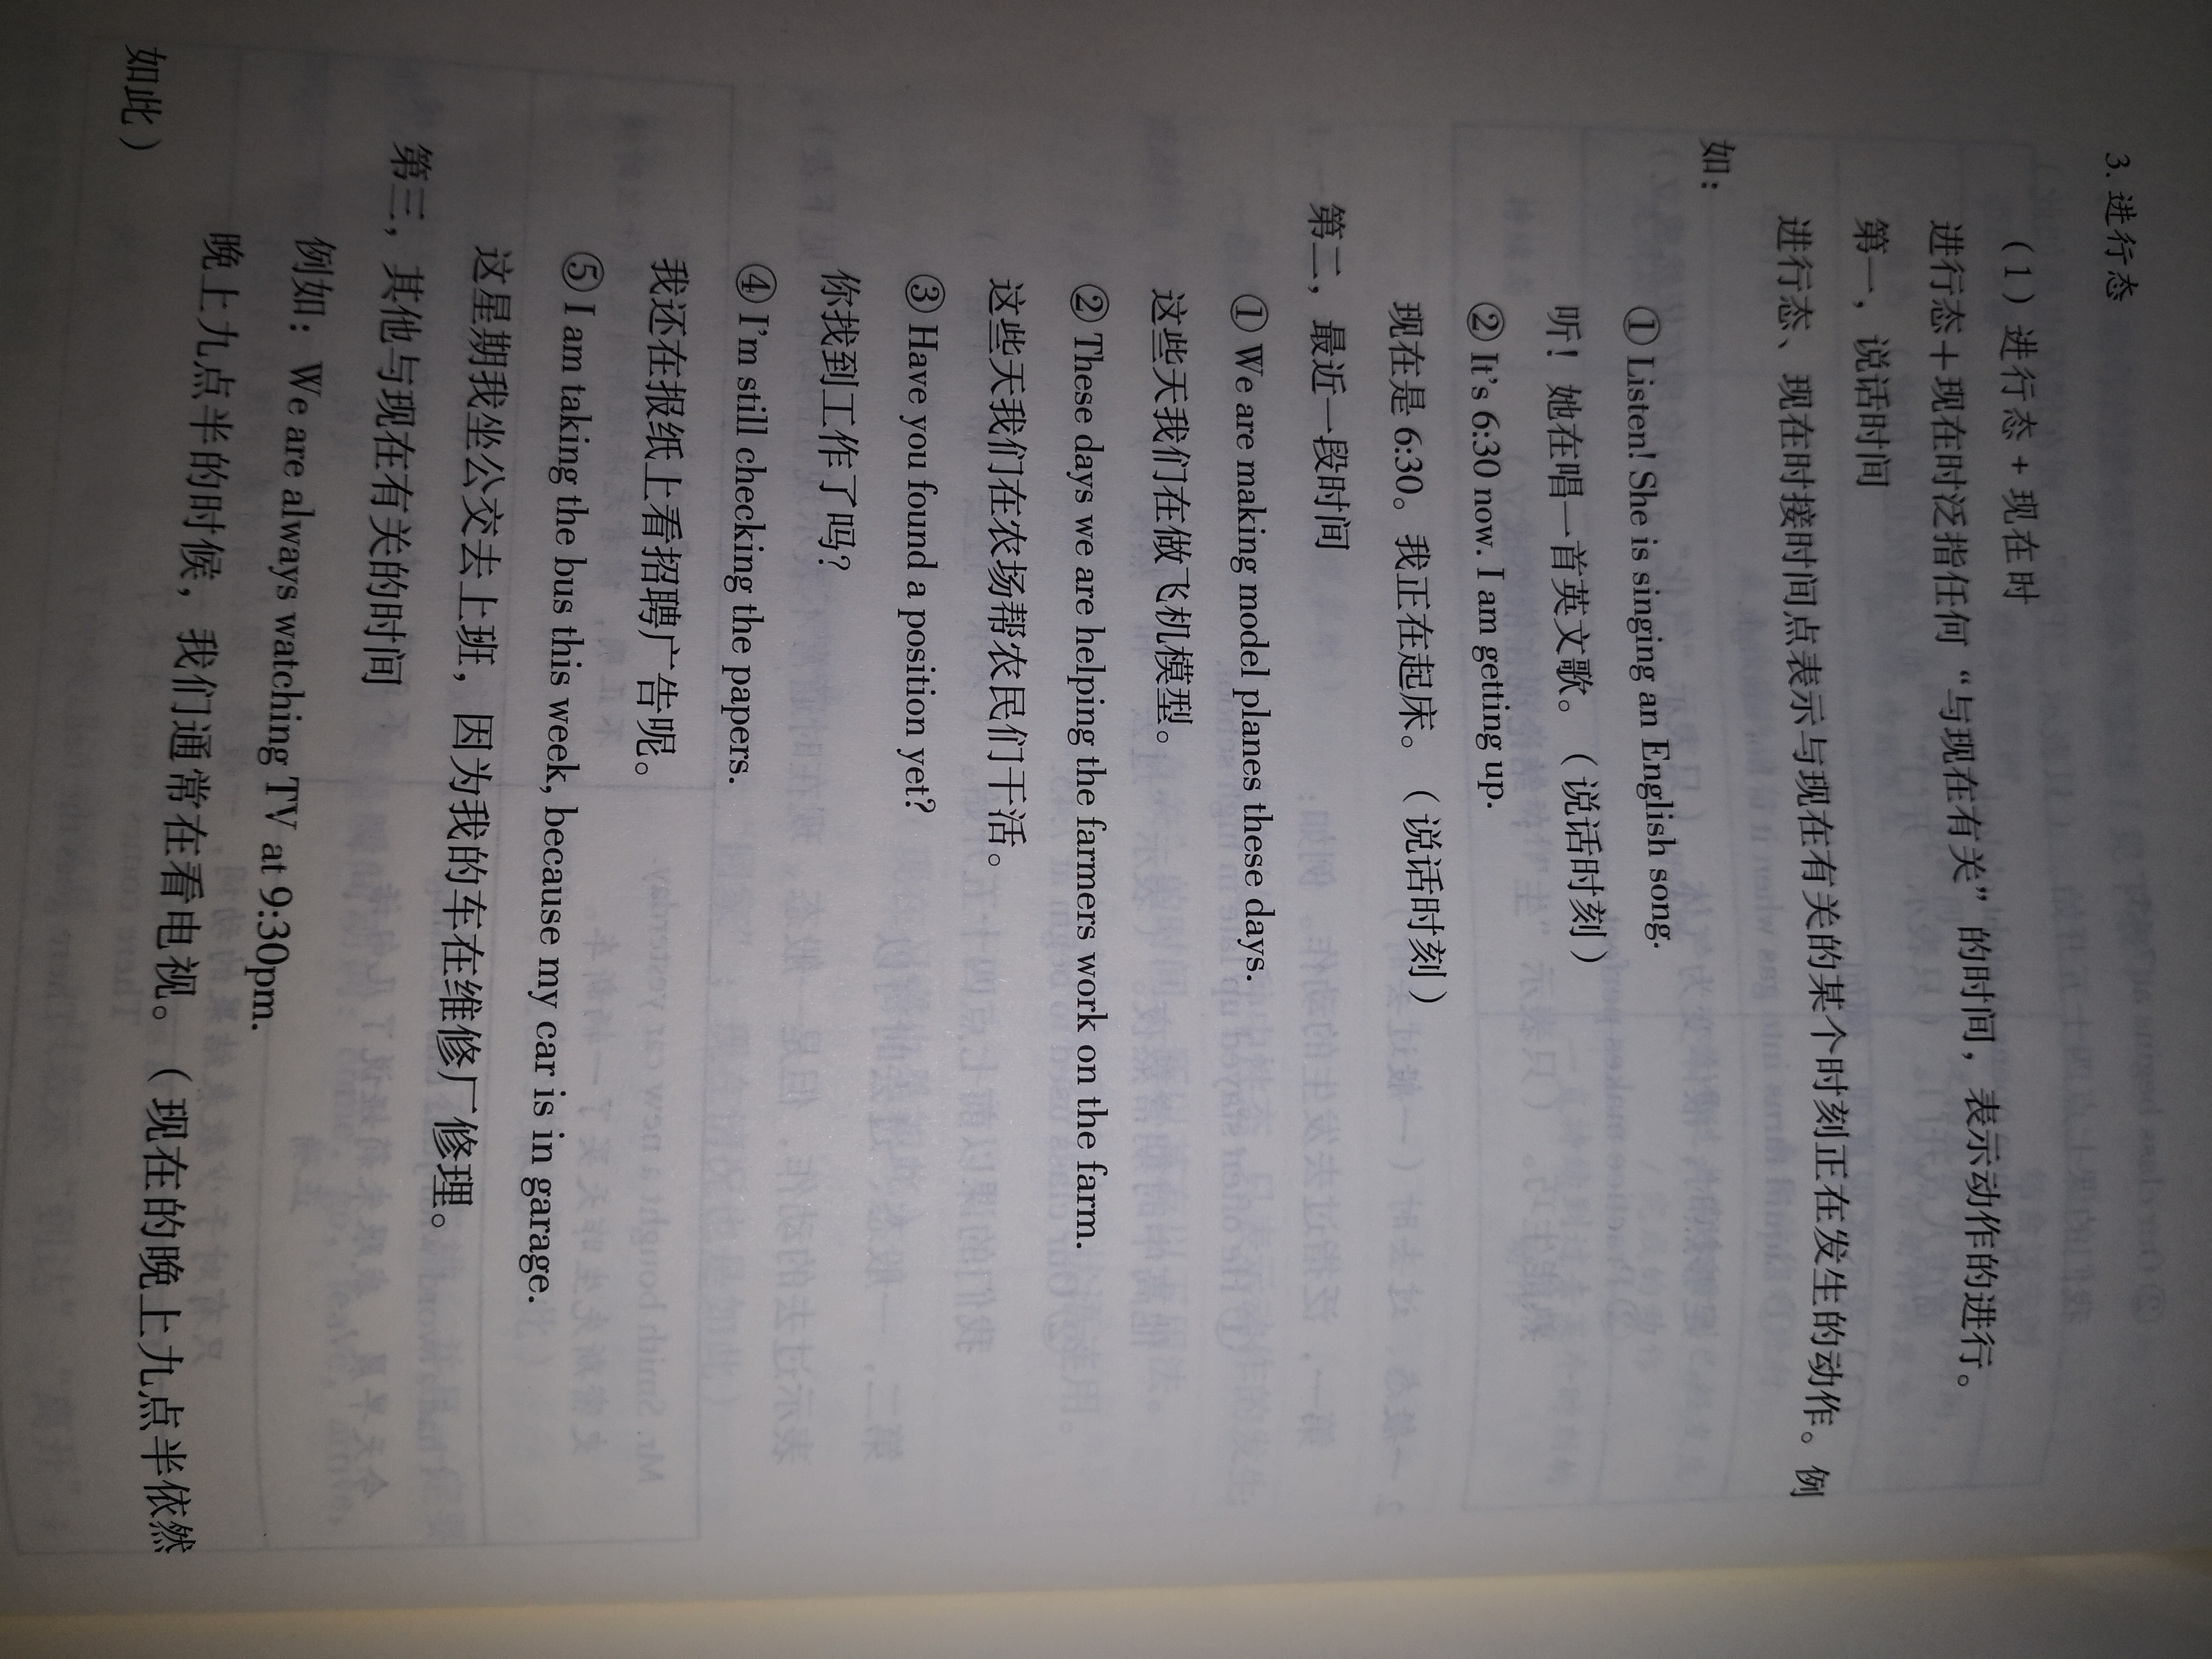 3. 进行态
（1）进行态 + 现在时
进行态＋现在时泛指任何“与现在有关”的时间，表示动作的进行。
第一，说话时间
进行态、现在时接时间点表示与现在有关的某个时刻正在发生的动作。例
如：
① Listen! She is singing an English song.
听！她在唱一首英文歌。（说话时刻）
② It’s 6:30 now. I am getting up.
现在是 6:30。我正在起床。（说话时刻）
第二，最近一段时间
① We are making model planes these days.
这些天我们在做飞机模型。
② These days we are helping the farmers work on the farm.
这些天我们在农场帮农民们干活。
③ Have you found a position yet?
你找到工作了吗?
④ I’m still checking the papers.
我还在报纸上看招聘广告呢。
⑤ I am taking the bus this week, because my car is in garage.
这星期我坐公交去上班，因为我的车在维修厂修理。
第三，其他与现在有关的时间
例如：We are always watching TV at 9:30pm.
晚上九点半的时候，我们通常在看电视。（现在的晚上九点半依然
如此）